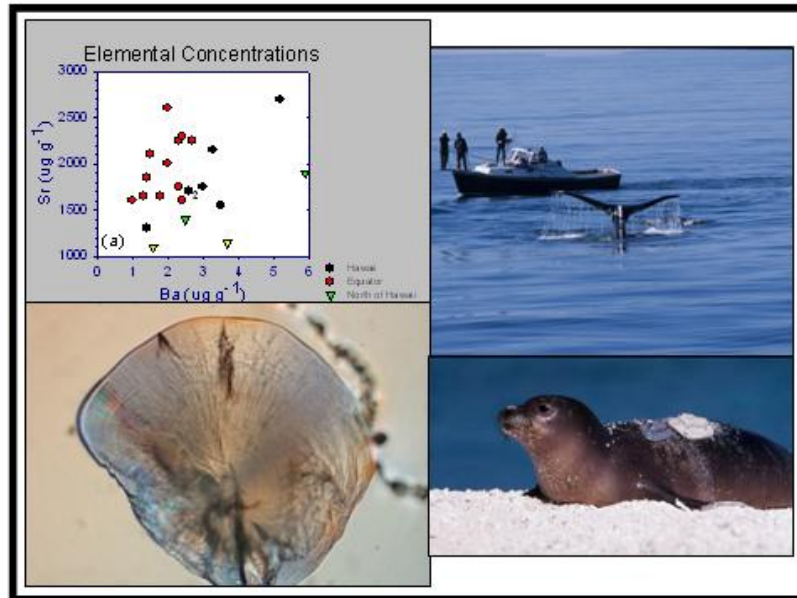 Elemental Concentrations
3000
2500
2000
1500
1000
Sr (ug g-1)
2
(a)
0 1 2 3 4 5 6
Ba (ug g-1)
Hawaii
Equator
North of Hawaii